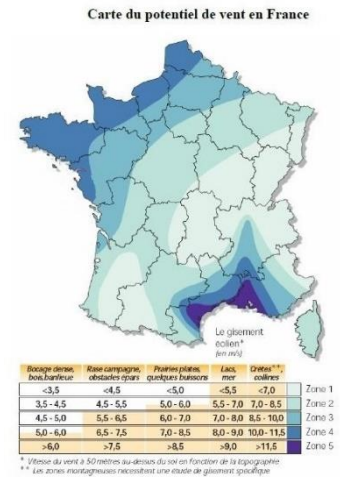 Carte du potentiel de vent en France
Le gisement
éolien*
(en m/s)
Bocage dense, bois, banlieue Rase campagne, obstacles épars Prairies plates, quelques buissons Lacs, mer Crêtes**, collines
<3,5 <4,5 <5,0 <5,5 <7,0 Zone 1
3,5 - 4,5 4,5 - 5,5 5,0 - 6,0 5,5 - 7,0 7,0 - 8,5 Zone 2
4,5 - 5,0 5,5 - 6,5 6,0 - 7,0 7,0 - 8,0 8,5 - 10,0 Zone 3
5,0 - 6,0 6,5 - 7,5 7,0 - 8,5 8,0 - 9,0 10,0 - 11,5 Zone 4
>6,0 >7,5 >8,5 >9,0 >11,5 Zone 5
* Vitesse du vent à 50 mètres au-dessus du sol en fonction de la topographie
** Les zones montagneuses nécessitent une étude de gisement spécifique